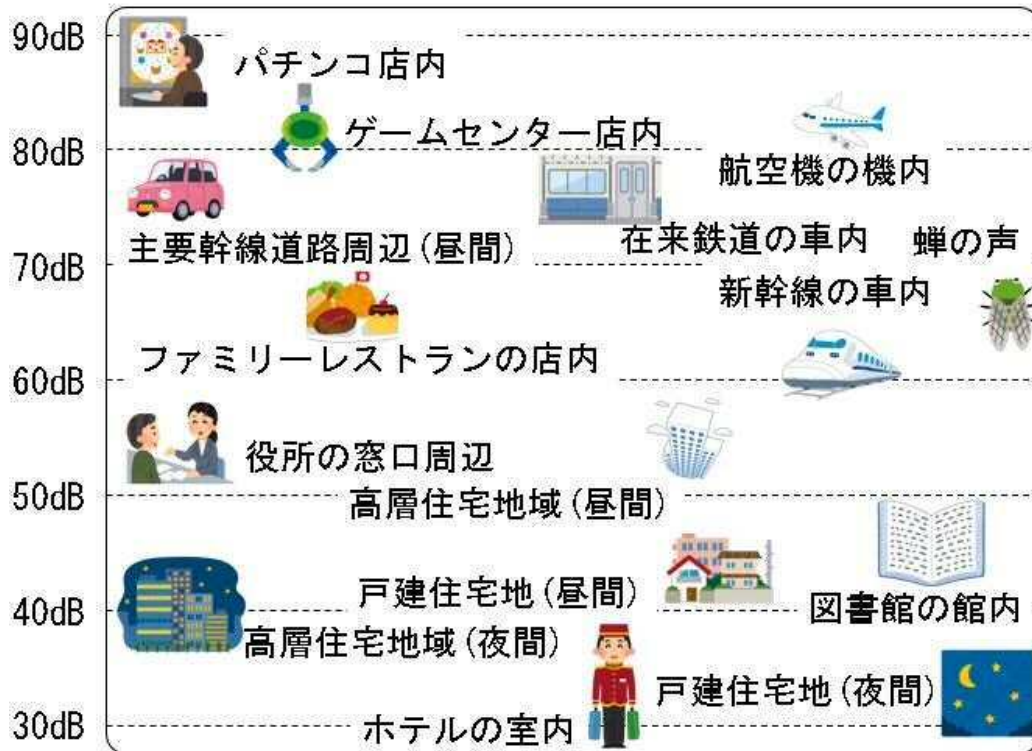 90dB
パチンコ店内
ゲームセンター店内
80dB
航空機の機内
主要幹線道路周辺(昼間)
在来鉄道の車内
蝉の声
70dB
新幹線の車内
ファミリーレストランの店内
60dB
役所の窓口周辺
50dB
高層住宅地域(昼間)
戸建住宅地(昼間)
40dB
図書館の館内
高層住宅地域(夜間)
戸建住宅地(夜間)
30dB
ホテルの室内